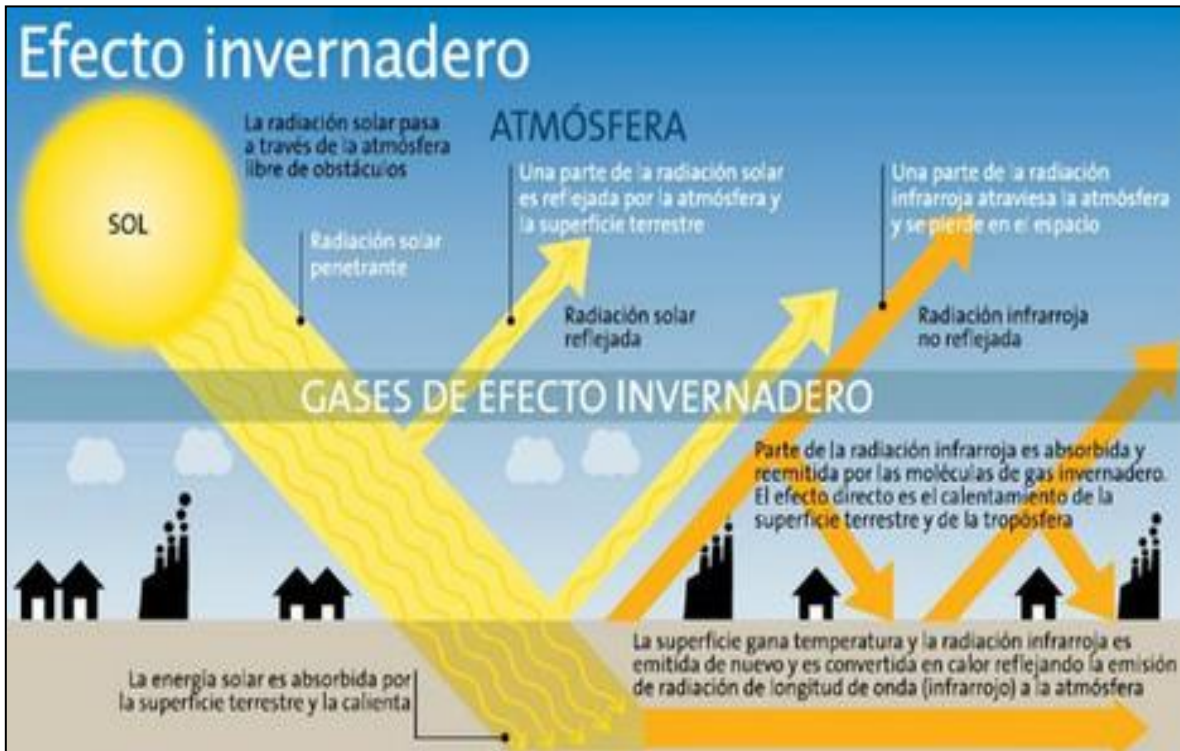 Efecto invernadero
La radiación solar pasa
a través de la atmósfera
libre de obstáculos
ATMÓSFERA
Una parte de la radiación solar
es reflejada por la atmósfera y
la superficie terrestre
Una parte de la radiación
infrarroja atraviesa la atmósfera
y se pierde en el espacio
SOL
Radiación solar
penetrante
Radiación solar
reflejada
Radiación infrarroja
no reflejada
GASES DE EFECTO INVERNADERO
Parte de la radiación infrarroja es absorbida y
reemitida por las moléculas de gas invernadero.
El efecto directo es el calentamiento de la
superficie terrestre y de la tropósfera
La energía solar es absorbida por
la superficie terrestre y la calienta
La superficie gana temperatura y la radiación infrarroja es
emitida de nuevo y es convertida en calor reflejando la emisión
de radiación de longitud de onda (infrarrojo) a la atmósfera